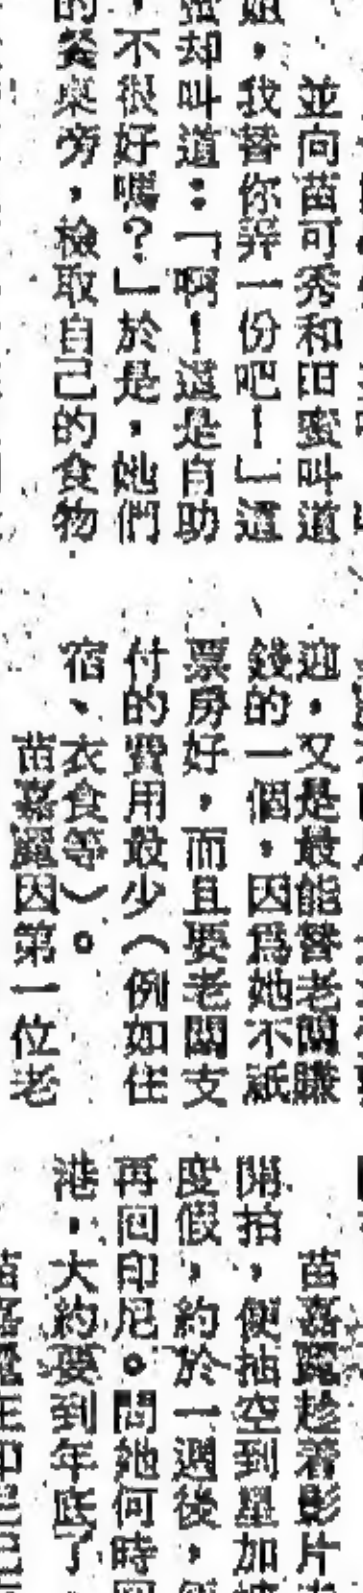 並向苗可秀和田蜜叫道
姐,我替你弄一份吧!」這
蜜却叫道:「啊!這是自助
,不很好嗎?」於是,她們
的餐桌旁,檢取自己的食物
迎,又是最能替老闆賺
錢的一個,因爲她不祇
票房好,而且要老闆支
付的費用最少(例如住
宿、衣食等)。
苗嘉麗因第一位老
苗嘉麗趁着影片
開拍,便抽空到星加
度假,約於一週後,
再回印尼。問她何時
港,大約要到年底了